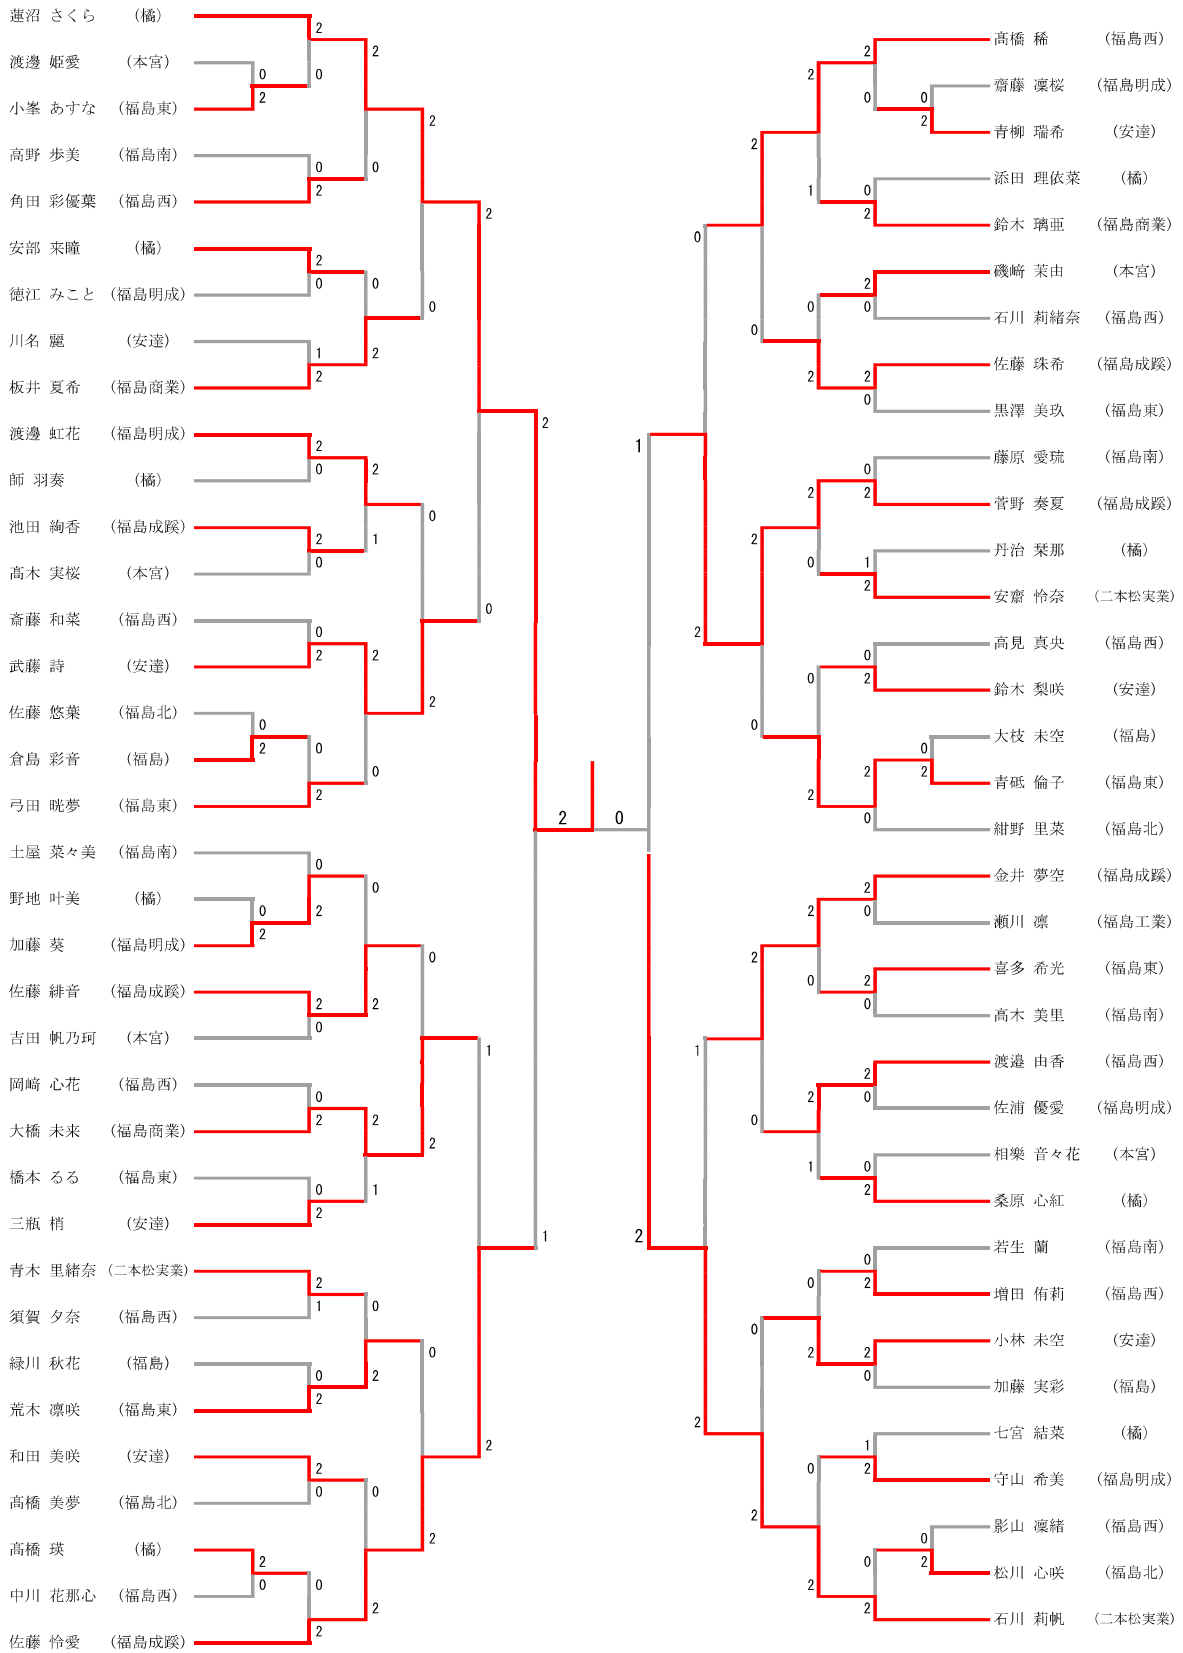 蓮沼 さくら (橘)
渡邊 姫愛 (本宮)
小峯 あすな (福島東)
高野 歩美 (福島南)
角田 彩優葉 (福島西)
安部 来瞳 (橘)
徳江 みこと (福島明成)
川名 麗 (安達)
板井 夏希 (福島商業)
渡邊 虹花 (福島明成)
師 羽奏 (橘)
池田 絢香 (福島成蹊)
髙木 実桜 (本宮)
斎藤 和菜 (福島西)
武藤 詩 (安達)
佐藤 悠葉 (福島北)
倉島 彩音 (福島)
弓田 晄夢 (福島東)
土屋 菜々美 (福島南)
野地 叶美 (橘)
加藤 葵 (福島明成)
佐藤 緋音 (福島成蹊)
吉田 帆乃珂 (本宮)
岡﨑 心花 (福島西)
大橋 未来 (福島商業)
橋本 るる (福島東)
三瓶 梢 (安達)
青木 里緒奈 (二本松実業)
須賀 夕奈 (福島西)
緑川 秋花 (福島)
荒木 凛咲 (福島東)
和田 美咲 (安達)
髙橋 美夢 (福島北)
髙橋 瑛 (橘)
中川 花那心 (福島西)
佐藤 怜愛 (福島成蹊)
2 0
1
2
髙橋 稀 (福島西)
齋藤 凜桜 (福島明成)
青柳 瑞希 (安達)
添田 理依菜 (橘)
鈴木 璃亜 (福島商業)
磯﨑 茉由 (本宮)
石川 莉緒奈 (福島西)
佐藤 珠希 (福島成蹊)
黒澤 美玖 (福島東)
藤原 愛琉 (福島南)
菅野 奏夏 (福島成蹊)
丹治 栞那 (橘)
安齋 怜奈 (二本松実業)
高見 真央 (福島西)
鈴木 梨咲 (安達)
大枝 未空 (福島)
青砥 倫子 (福島東)
紺野 里菜 (福島北)
金井 夢空 (福島成蹊)
瀬川 凛 (福島工業)
喜多 希光 (福島東)
高木 美里 (福島南)
渡邉 由香 (福島西)
佐浦 優愛 (福島明成)
相樂 音々花 (本宮)
桑原 心紅 (橘)
若生 蘭 (福島南)
増田 侑莉 (福島西)
小林 未空 (安達)
加藤 実彩 (福島)
七宮 結菜 (橘)
守山 希美 (福島明成)
影山 凜緒 (福島西)
松川 心咲 (福島北)
石川 莉帆 (二本松実業)